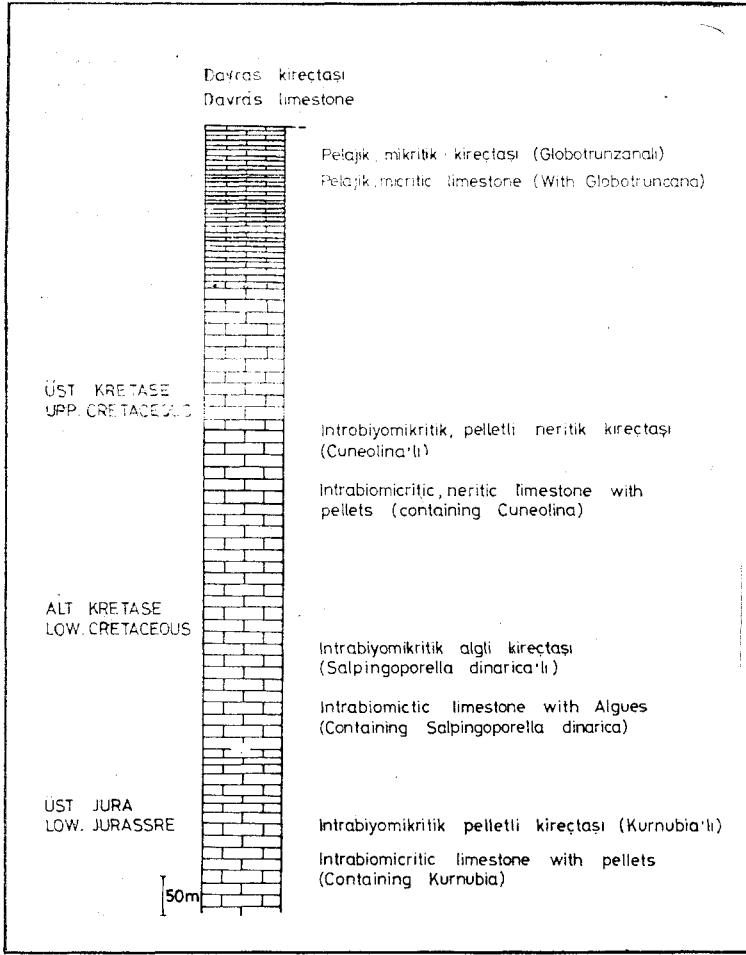 Davras kireçtaşı
Davras limestone
Pelajik, mikritik kireçtaşı (Globotrunzanalı)
Pelajik, micritic limestone (With Globotruncana)
ÜST KRETASE
UPP. CRETACEOUS
Introbiyomikritik, pelletli neritik kireçtaşı
(Cuneolina'lı)
Intrabiomicritic, neritic limestone with
pellets (containing Cuneolina)
ALT KRETASE
LOW. CRETACEOUS
Intrabiyomikritik algli kireçtaşı
(Salpingoporella dinarica'lı)
Intrabiomictic limestone with Algues
(Containing Salpingoporella dinarica)
ÜST JURA
LOW. JURASSRE
Intrabiyomikritik pelletli kireçtaşı (Kurnubia'lı)
Intrabiomicritic limestone with pellets
(Containing Kurnubia)
50m